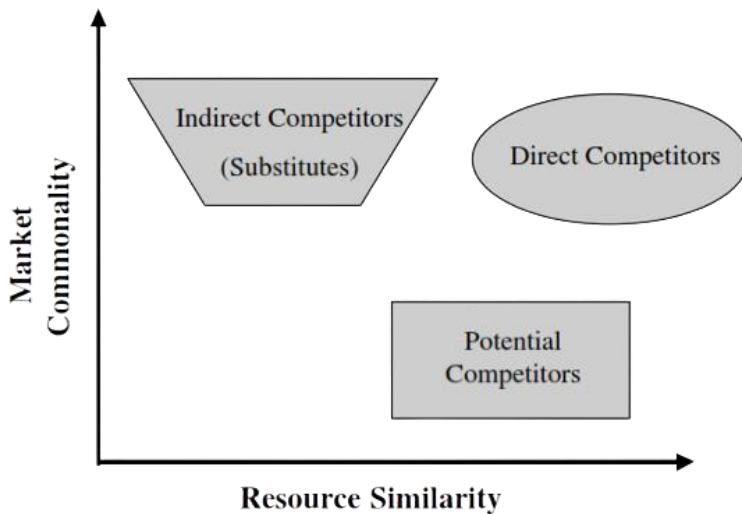 Indirect Competitors
(Substitutes)
Direct Competitors
Potential
Competitors
Market
Commonality
Resource Similarity